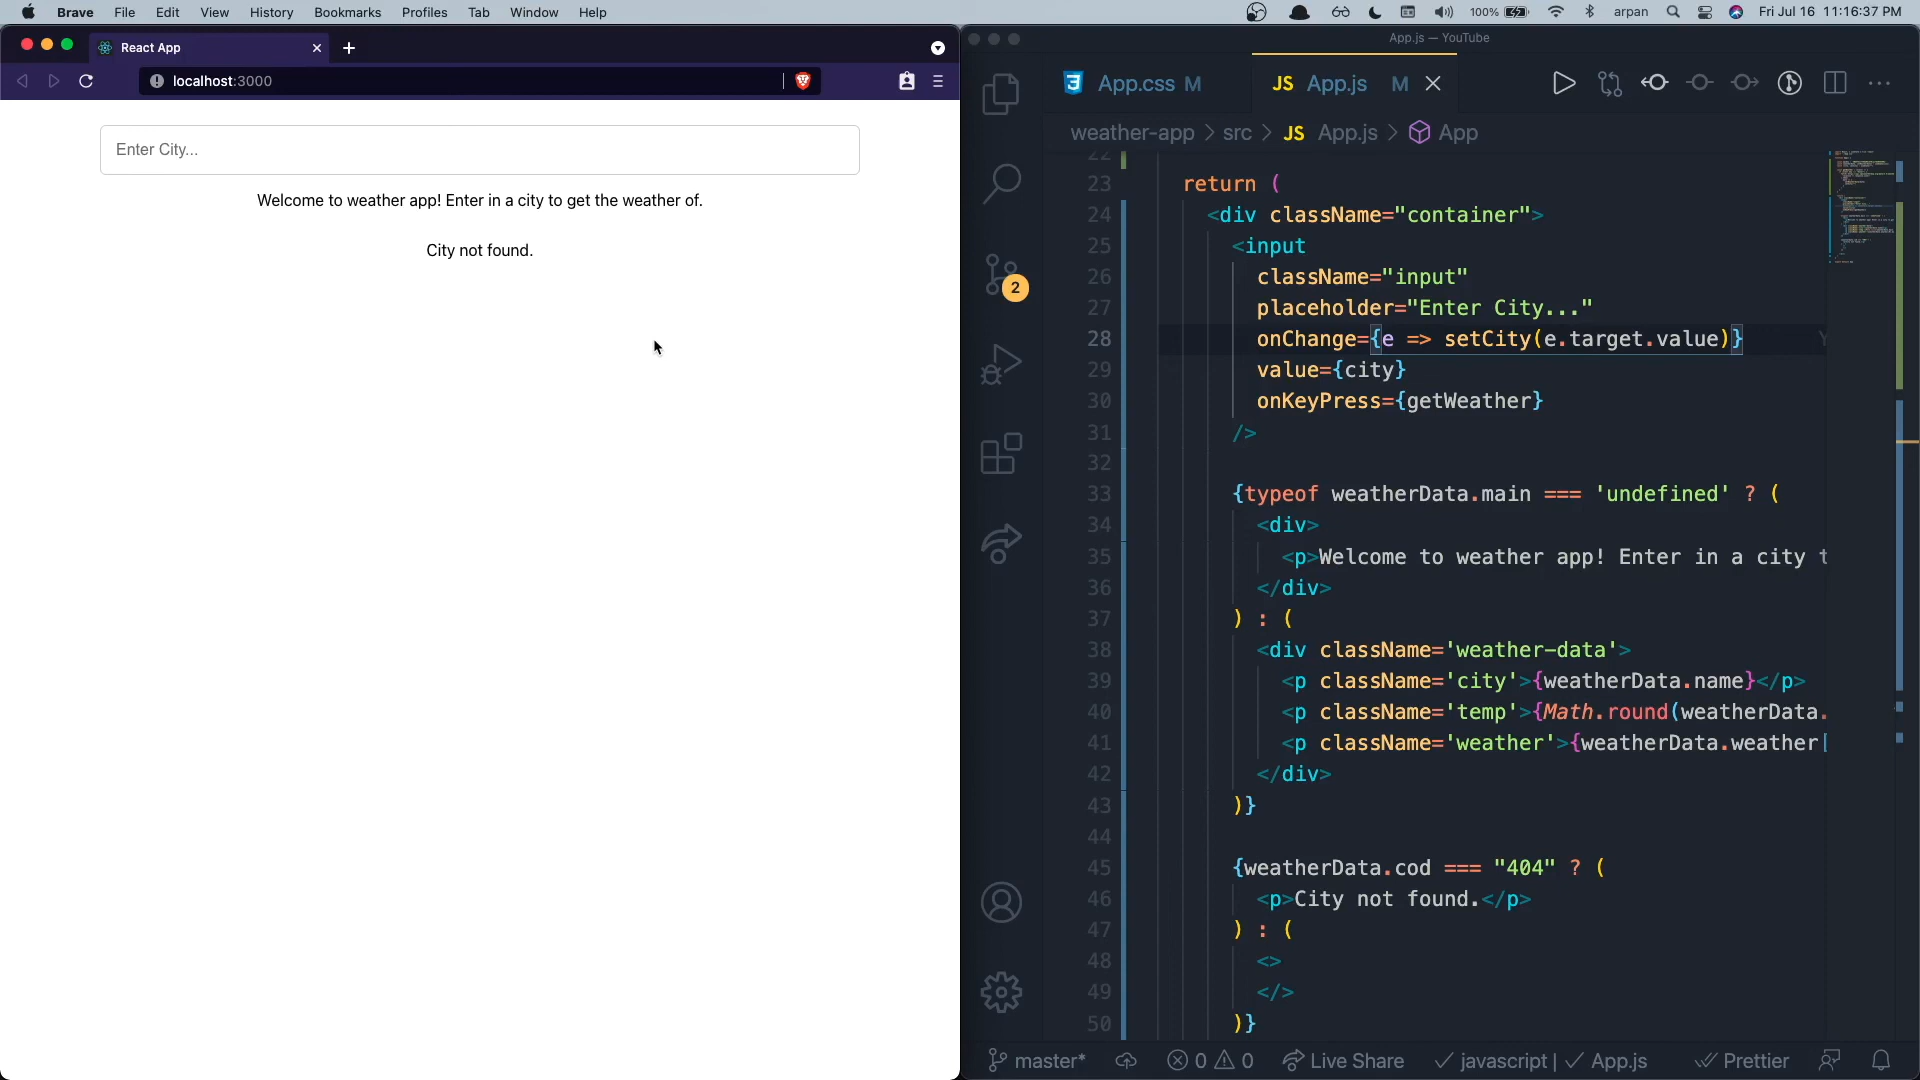 Brave File Edit View History Bookmarks Profiles Tab Window Help
100% arpan Fri Jul 16 11:16:37 PM
React App
localhost:3000
Enter City...
Welcome to weather app! Enter in a city to get the weather of.
City not found.
App.js — YouTube
App.css M
JS App.js M
weather-app > src > JS App.js > App
2
22
23 return (
24 <div className="container">
25 <input
26 className="input"
27 placeholder="Enter City..."
28 onChange={e => setCity(e.target.value)}
29 value={city}
30 onKeyPress={getWeather}
31 />
32
33 {typeof weatherData.main === 'undefined' ? (
34 <div>
35 <p>Welcome to weather app! Enter in a city t
36 </div>
37 ) : (
38 <div className='weather-data'>
39 <p className='city'>{weatherData.name}</p>
40 <p className='temp'>{Math.round(weatherData.
41 <p className='weather'>{weatherData.weather[
42 </div>
43 )}
44
45 {weatherData.cod === "404" ? (
46 <p>City not found.</p>
47 ) : (
48 <>
49 </>
50 )}
master* 0 0 Live Share javascript | App.js Prettier